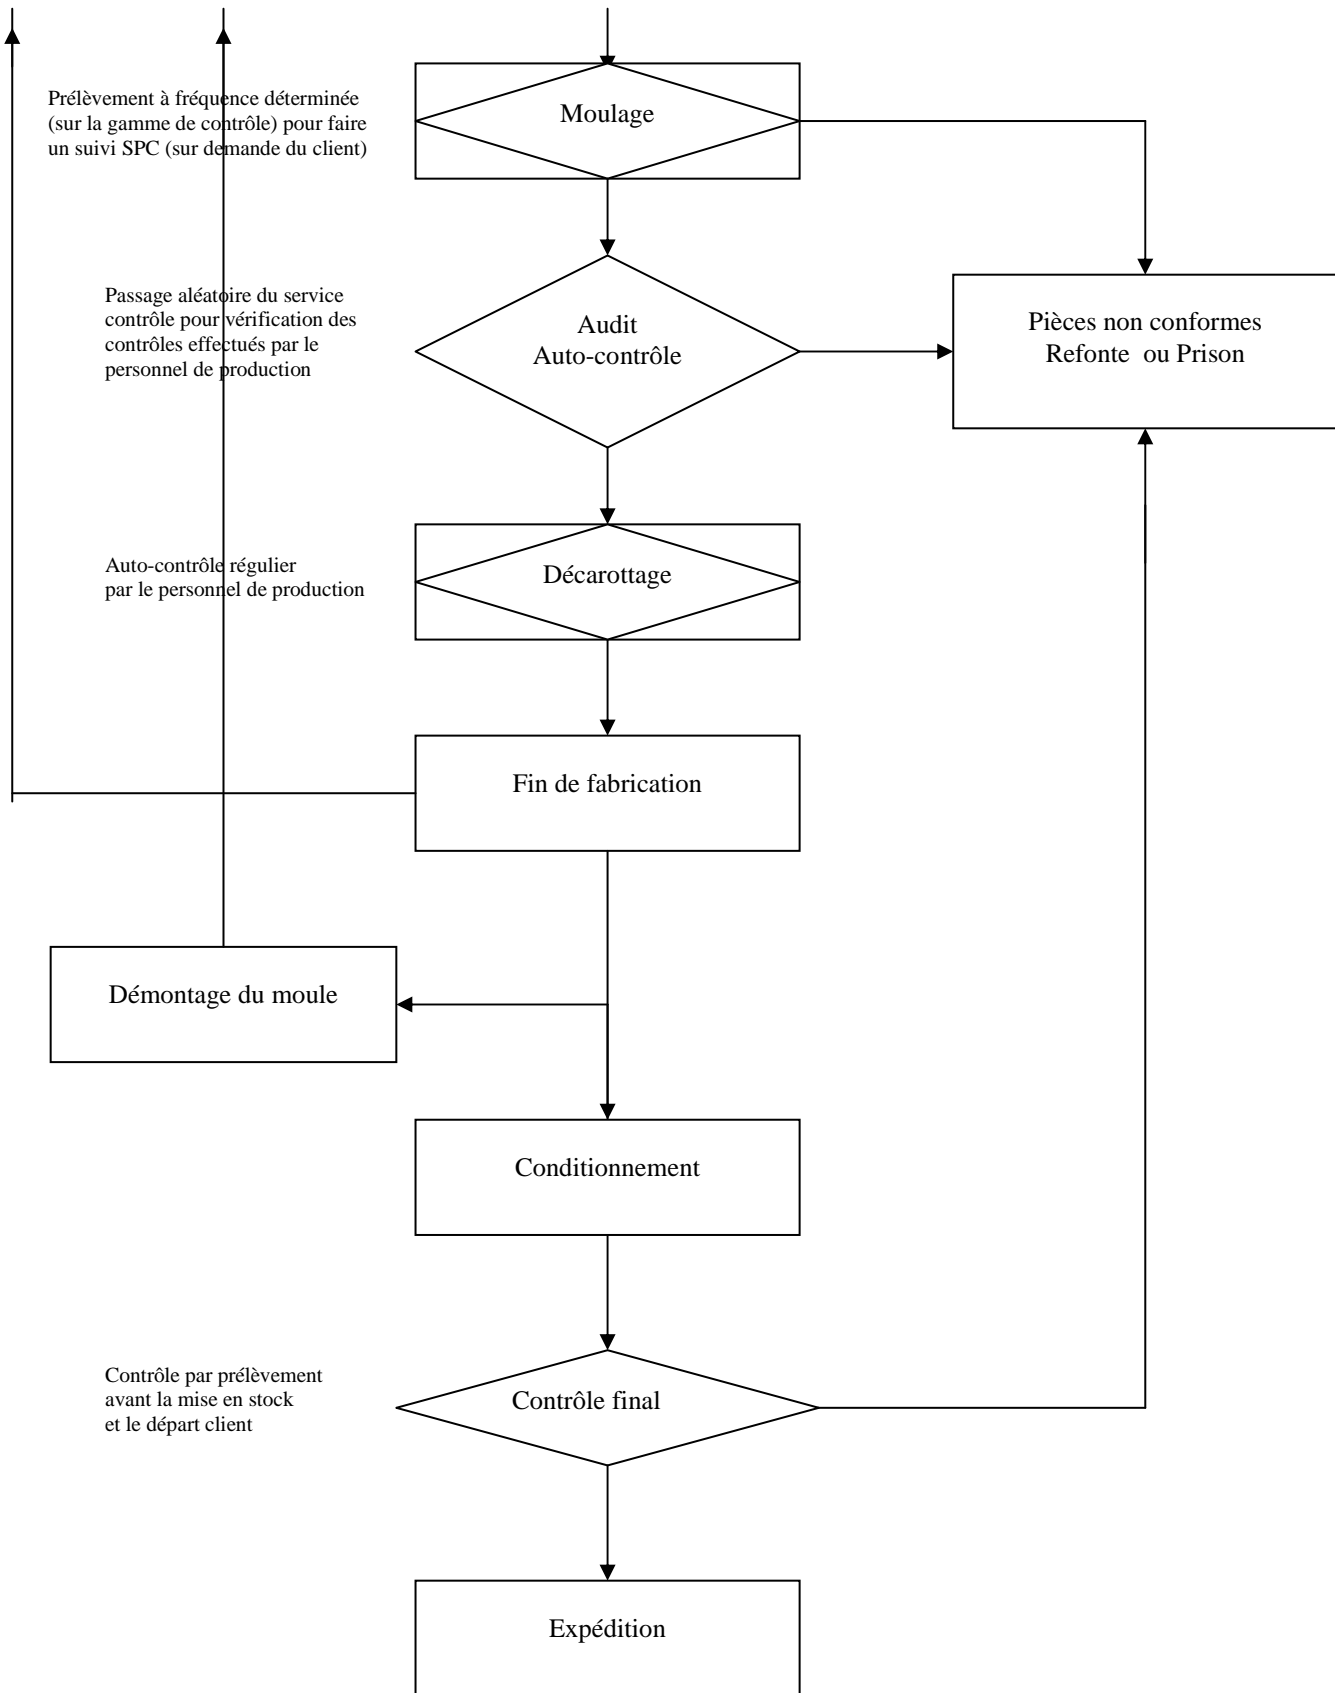 Prélèvement à fréquence déterminée
(sur la gamme de contrôle) pour faire
un suivi SPC (sur demande du client)
Moulage
Passage aléatoire du service
contrôle pour vérification des
contrôles effectués par le
personnel de production
Audit
Auto-contrôle
Pièces non conformes
Refonte ou Prison
Auto-contrôle régulier
par le personnel de production
Décarottage
Fin de fabrication
Démontage du moule
Conditionnement
Contrôle par prélèvement
avant la mise en stock
et le départ client
Contrôle final
Expédition